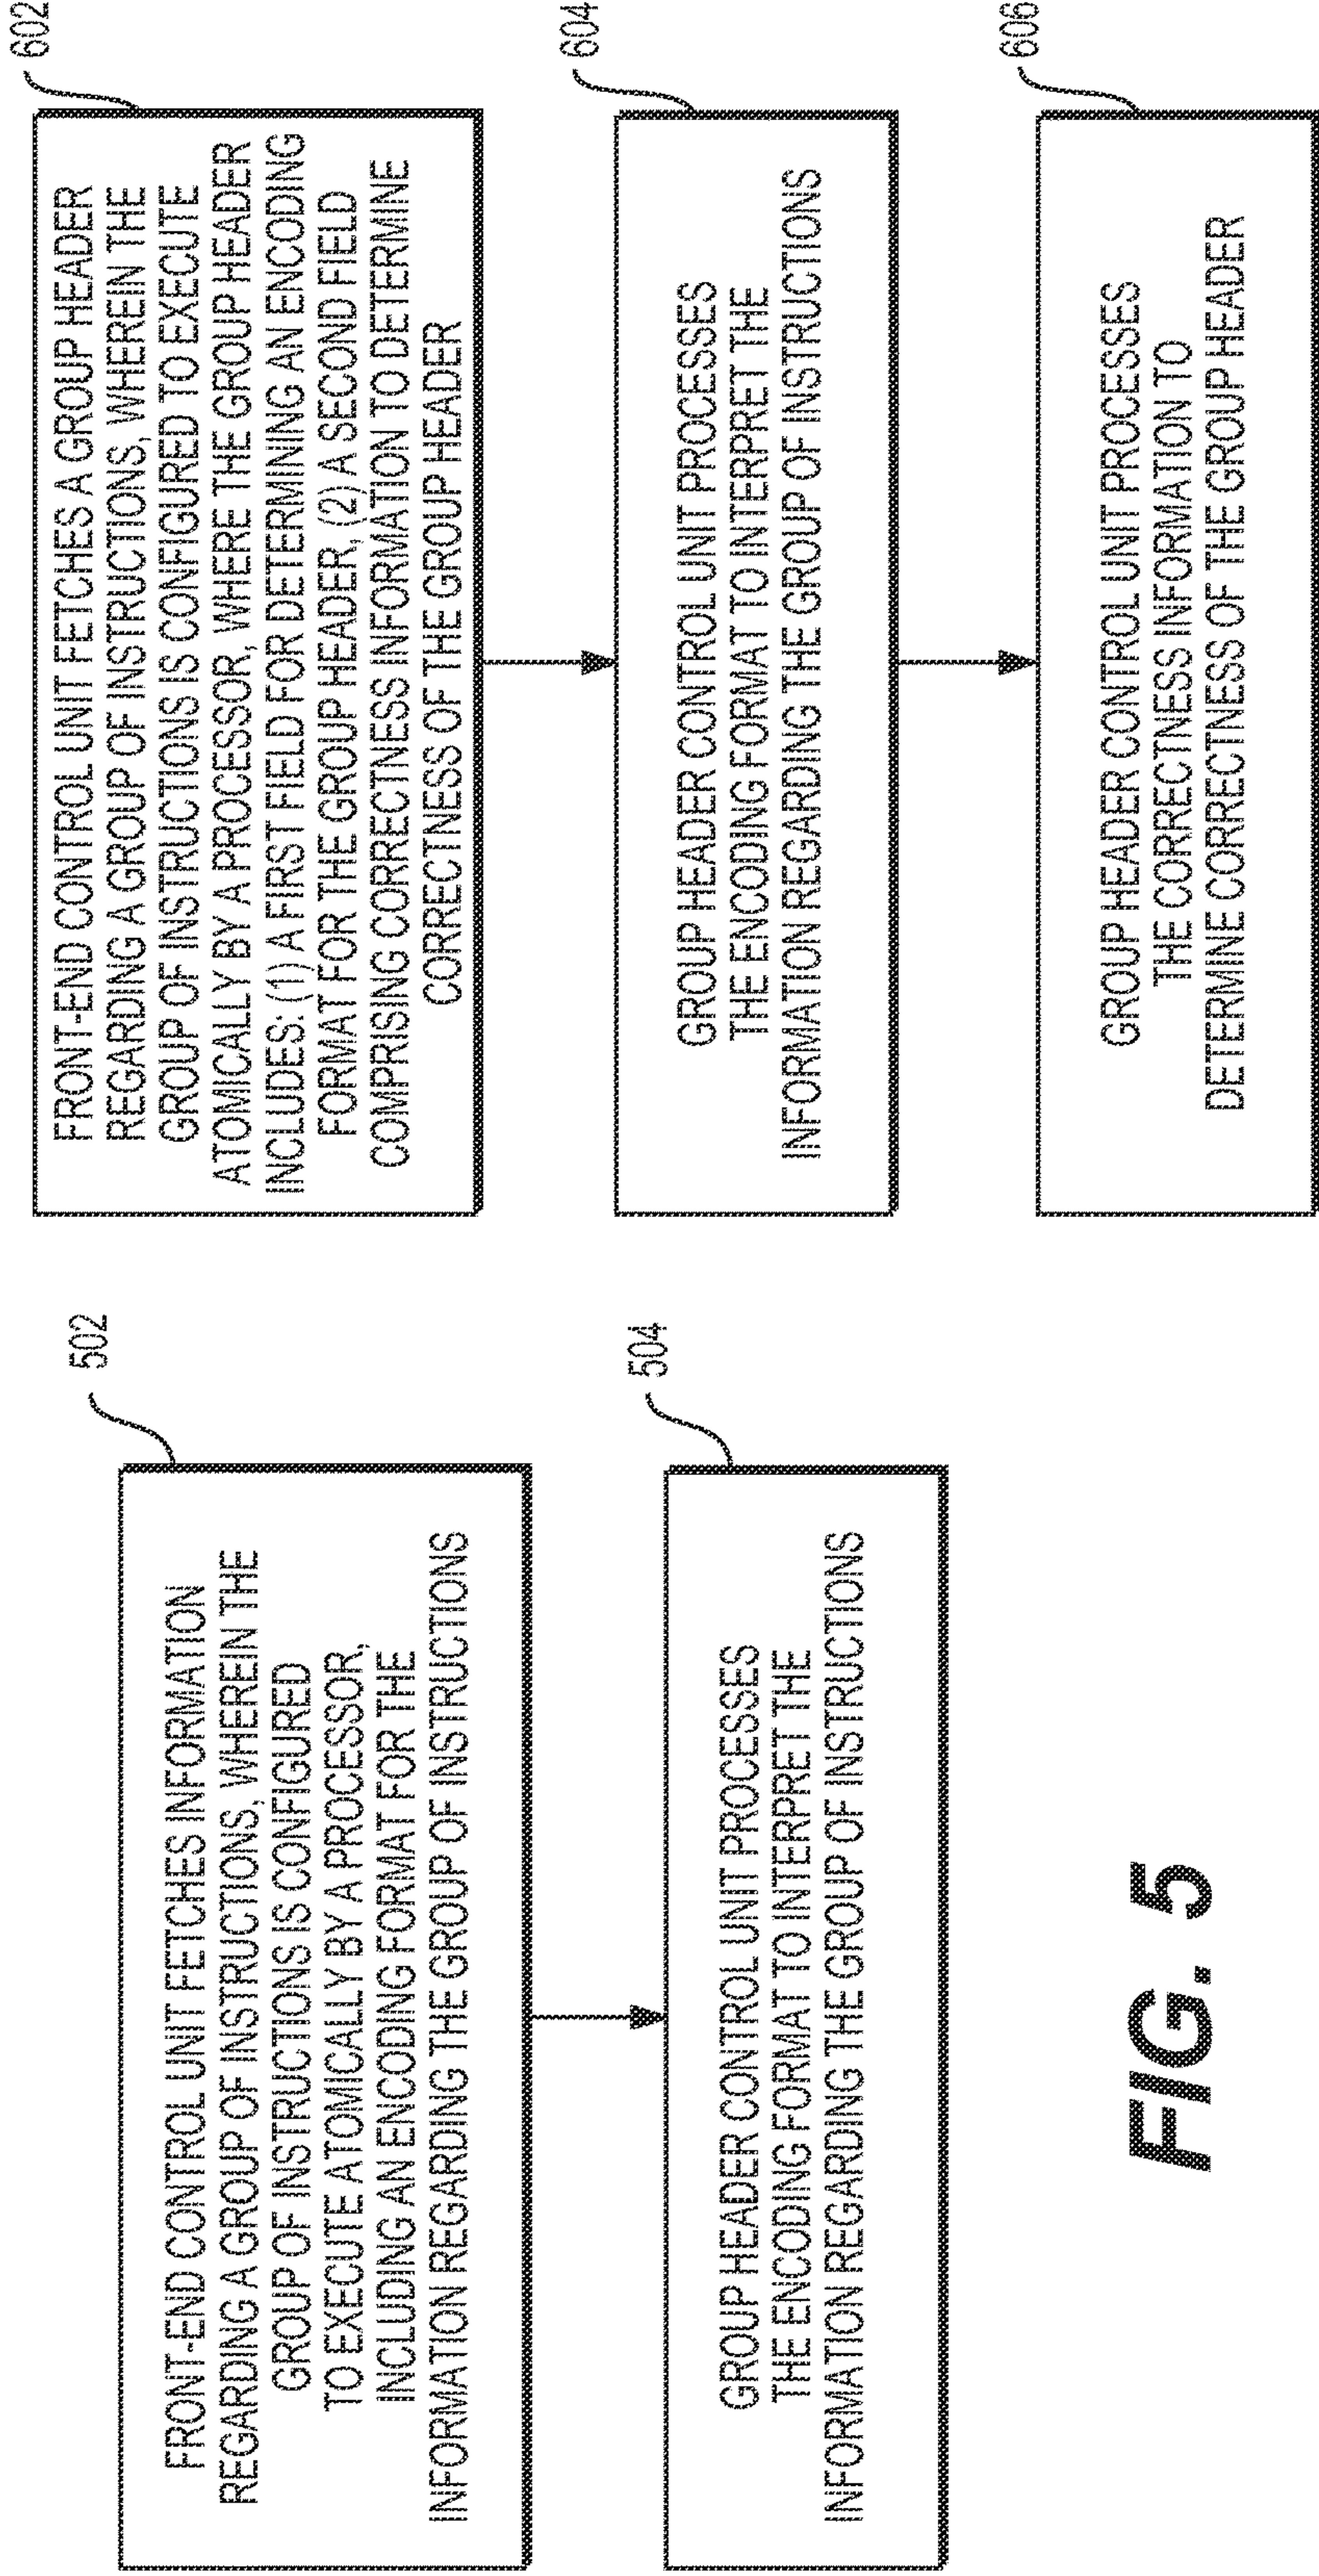 502
FRONT-END CONTROL UNIT FETCHES INFORMATION
REGARDING A GROUP OF INSTRUCTIONS, WHEREIN THE
GROUP OF INSTRUCTIONS IS CONFIGURED
TO EXECUTE ATOMICALLY BY A PROCESSOR,
INCLUDING AN ENCODING FORMAT FOR THE
INFORMATION REGARDING THE GROUP OF INSTRUCTIONS
504
GROUP HEADER CONTROL UNIT PROCESSES
THE ENCODING FORMAT TO INTERPRET THE
INFORMATION REGARDING THE GROUP OF INSTRUCTIONS
FIG. 5
602
FRONT-END CONTROL UNIT FETCHES A GROUP HEADER
REGARDING A GROUP OF INSTRUCTIONS, WHEREIN THE
GROUP OF INSTRUCTIONS IS CONFIGURED TO EXECUTE
ATOMICALLY BY A PROCESSOR, WHERE THE GROUP HEADER
INCLUDES: (1) A FIRST FIELD FOR DETERMINING AN ENCODING
FORMAT FOR THE GROUP HEADER, (2) A SECOND FIELD
COMPRISING CORRECTNESS INFORMATION TO DETERMINE
CORRECTNESS OF THE GROUP HEADER
604
GROUP HEADER CONTROL UNIT PROCESSES
THE ENCODING FORMAT TO INTERPRET THE
INFORMATION REGARDING THE GROUP OF INSTRUCTIONS
606
GROUP HEADER CONTROL UNIT PROCESSES
THE CORRECTNESS INFORMATION TO
DETERMINE CORRECTNESS OF THE GROUP HEADER